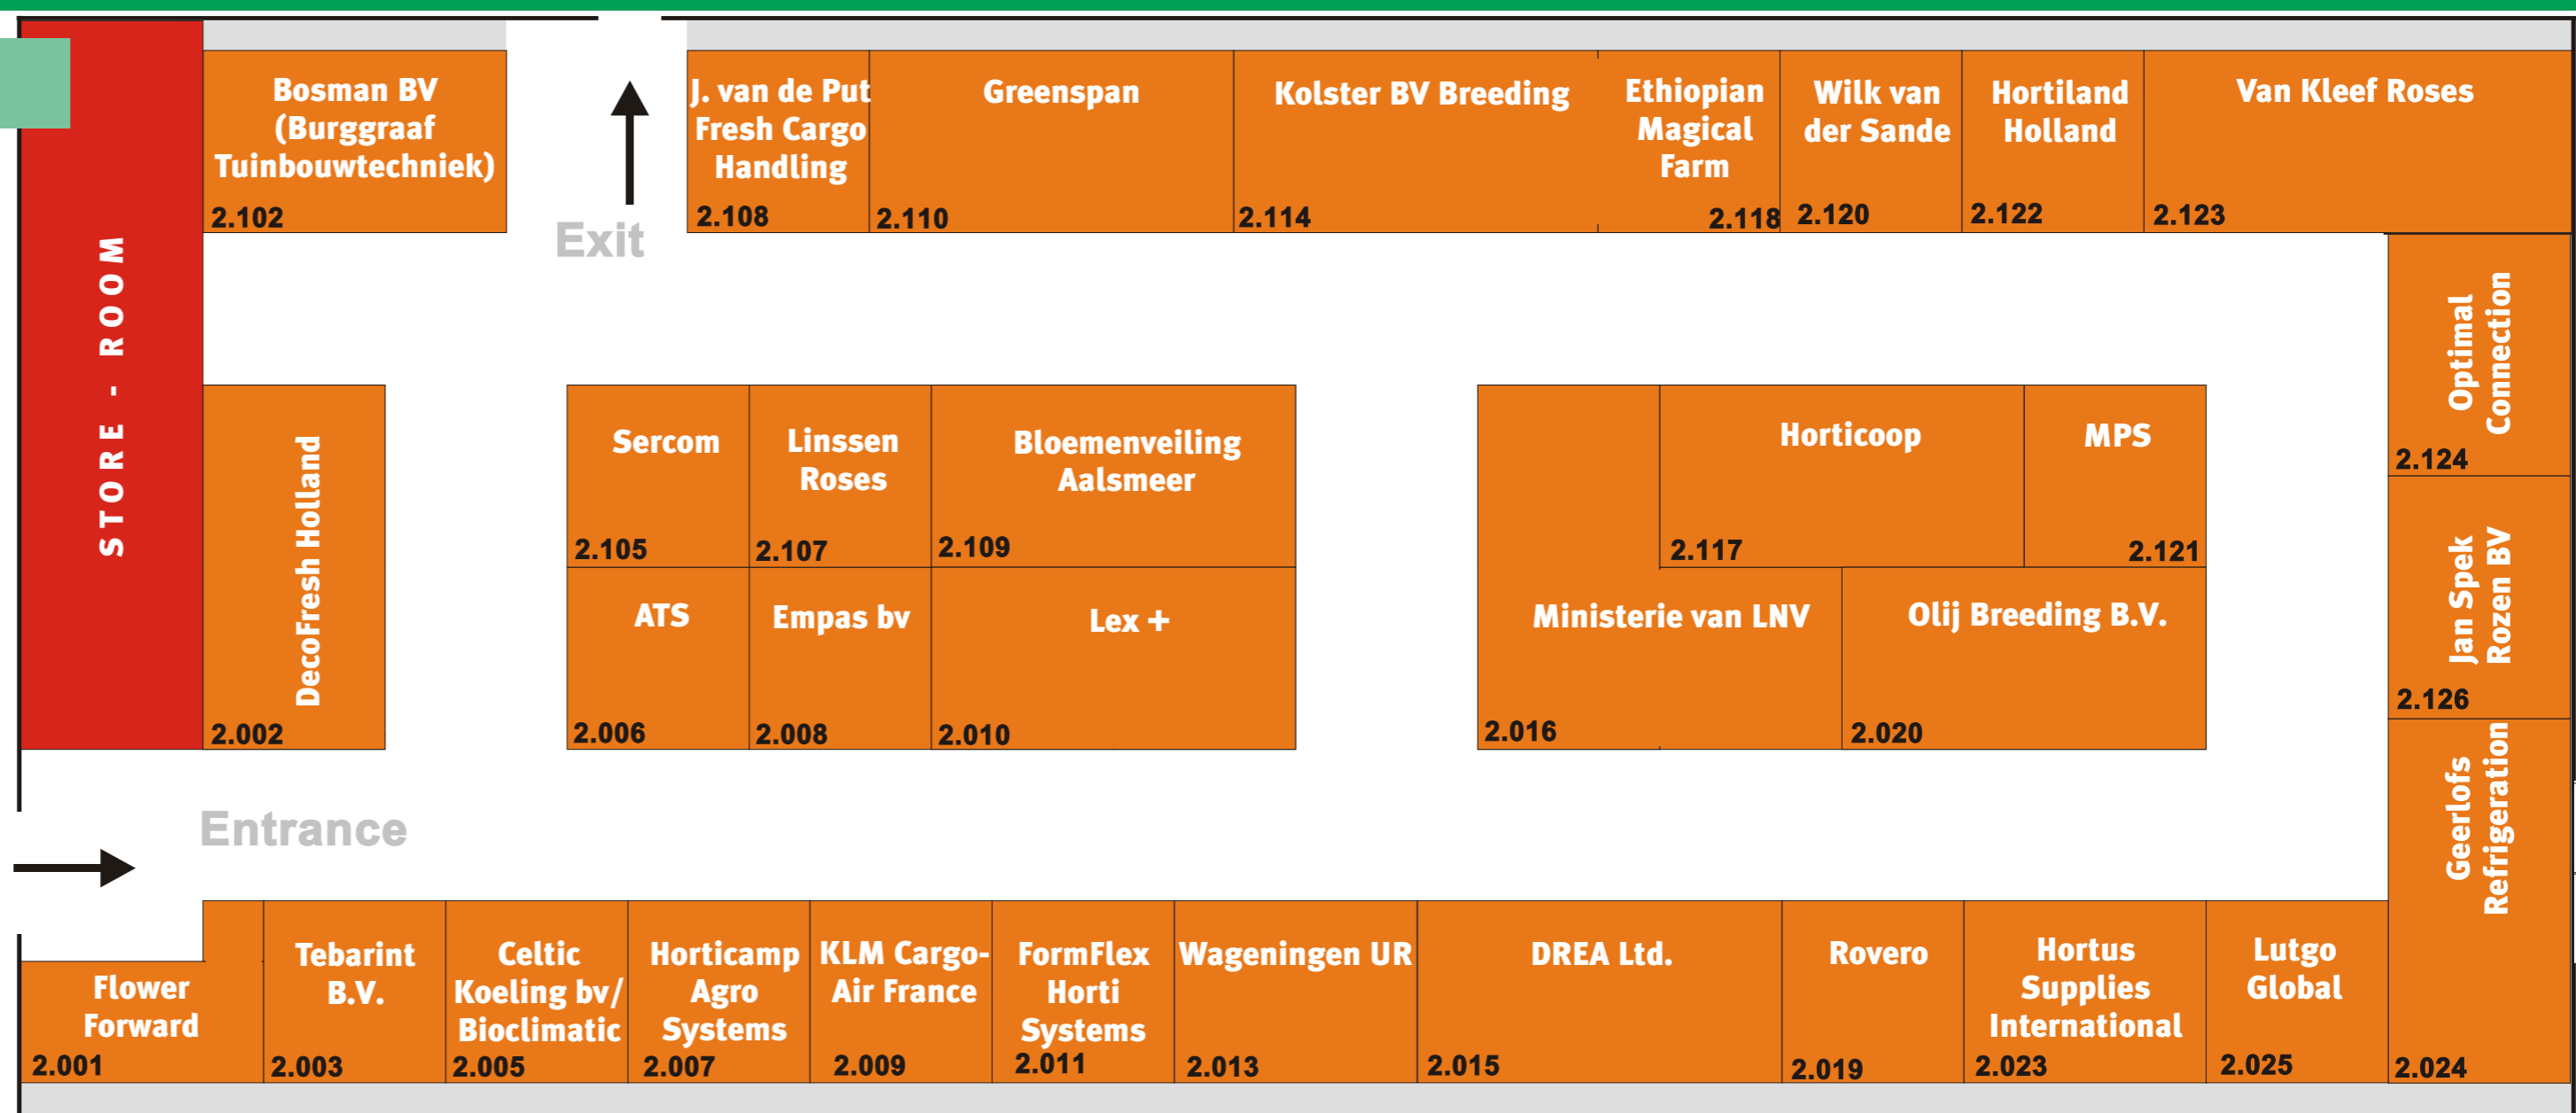 STORE - ROOM
Bosman BV
(Burggraaf
Tuinbouwtechniek)
2.102
Exit
J. van de Put
Fresh Cargo
Handling
2.108
Greenspan
2.110
Kolster BV Breeding
2.114
Ethiopian
Magical
Farm
2.118
Wilk van
der Sande
2.120
Hortiland
Holland
2.122
Van Kleef Roses
2.123
Optimal
Connection
2.124
Jan Spek
Rozen BV
2.126
Geerlofs
Refrigeration
2.024
DecoFresh Holland
2.002
Sercom
2.105
Linssen
Roses
2.107
Bloemenveiling
Aalsmeer
2.109
ATS
2.006
Empas bv
2.008
Lex +
2.010
Horticoop
2.117
MPS
2.121
Ministerie van LNV
2.016
Olij Breeding B.V.
2.020
Entrance
Flower
Forward
2.001
Tebarint
B.V.
2.003
Celtic
Koeling bv/
Bioclimatic
2.005
Horticamp
Agro
Systems
2.007
KLM Cargo-
Air France
2.009
FormFlex
Horti
Systems
2.011
Wageningen UR
2.013
DREA Ltd.
2.015
Rovero
2.019
Hortus
Supplies
International
2.023
Lutgo
Global
2.025